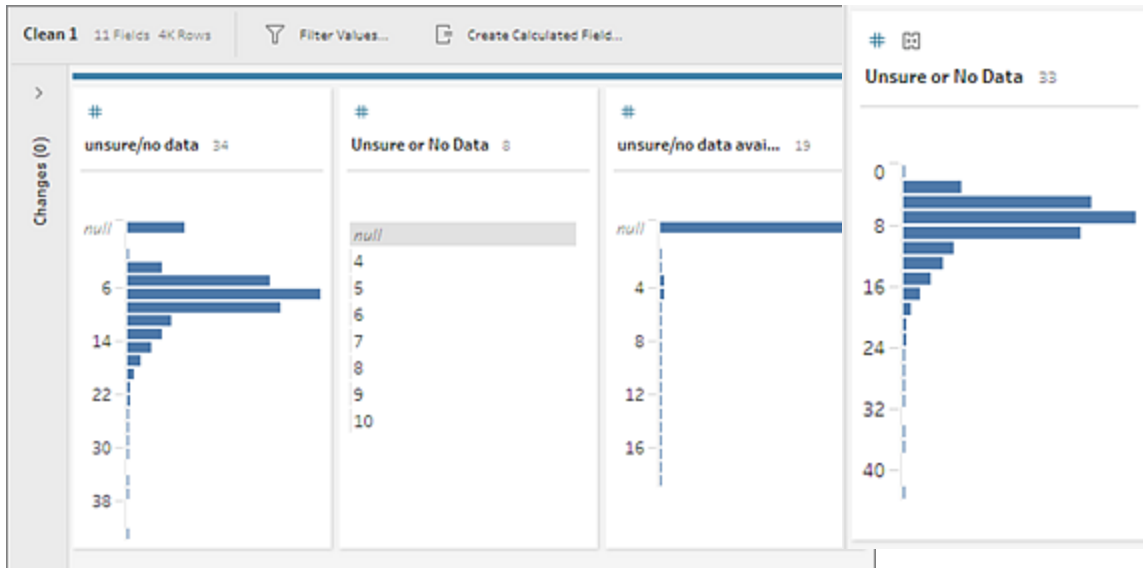 Clean 1 11 Fields 4K Rows Filter Values... Create Calculated Field...
Changes (0)
# unsure/no data 34
null
6
14
22
30
38
# Unsure or No Data 8
null
4
5
6
7
8
9
10
# unsure/no data avai... 19
null
4
8
12
16
# Unsure or No Data 33
0
8
16
24
32
40